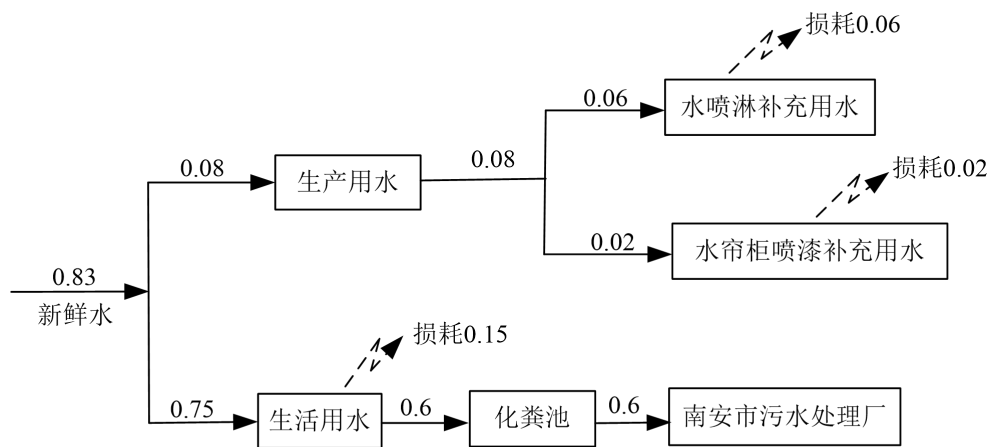 损耗0.06
0.06
水喷淋补充用水
0.08
生产用水
0.08
损耗0.02
0.02
水帘柜喷漆补充用水
0.83
新鲜水
损耗0.15
0.75
生活用水
0.6
化粪池
0.6
南安市污水处理厂